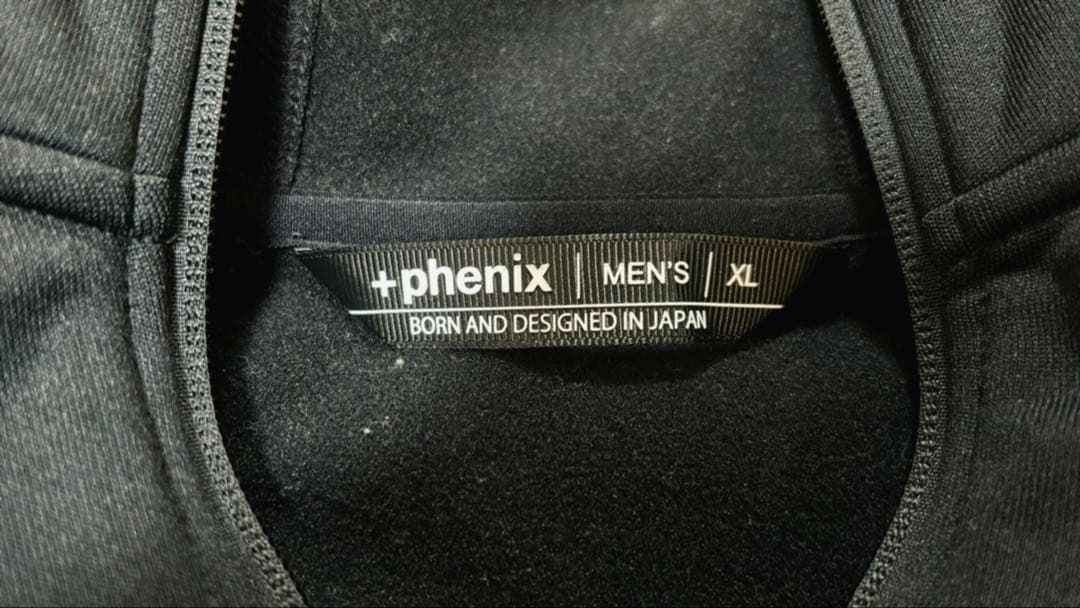 +phenix | MEN'S | XL
BORN AND DESIGNED IN JAPAN